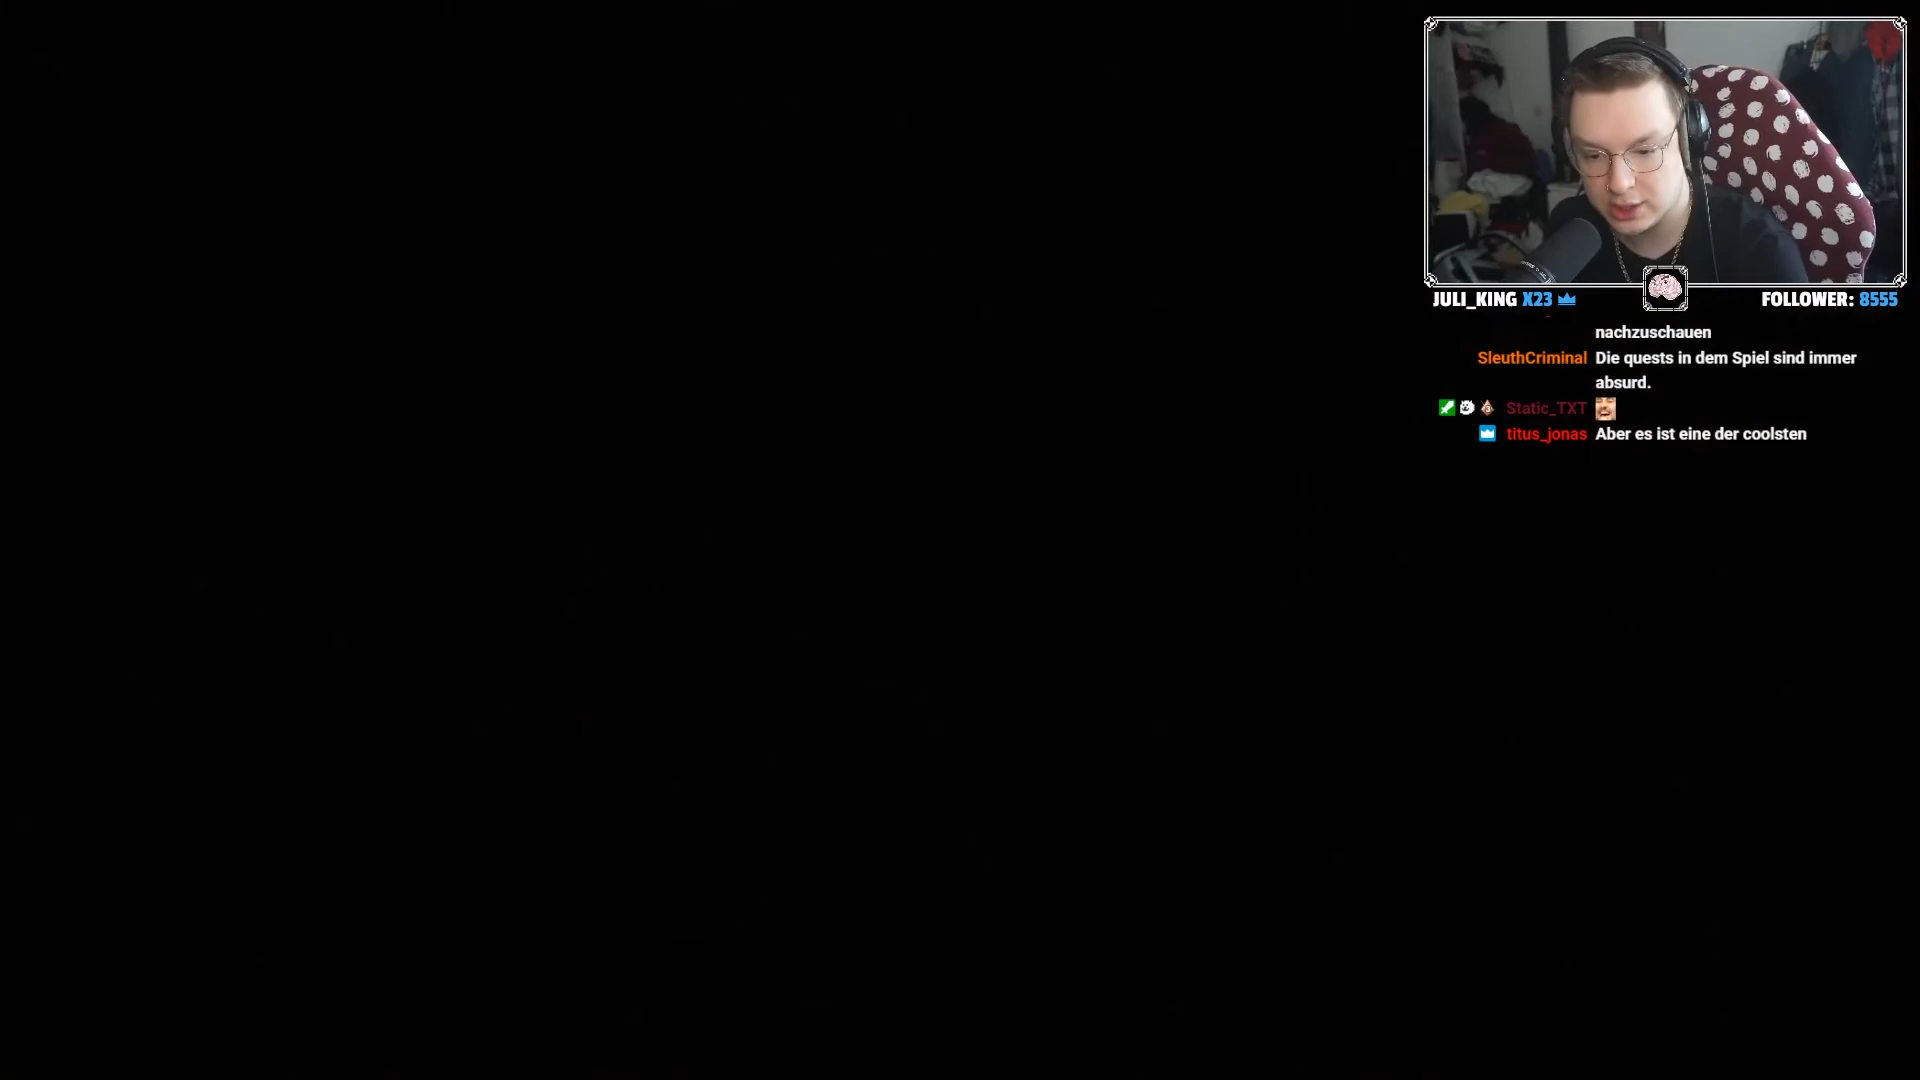 JULI_KING X23
FOLLOWER: 8555
nachzuschauen
SleuthCriminal Die quests in dem Spiel sind immer
absurd.
Static_TXT
titus_jonas Aber es ist eine der coolsten